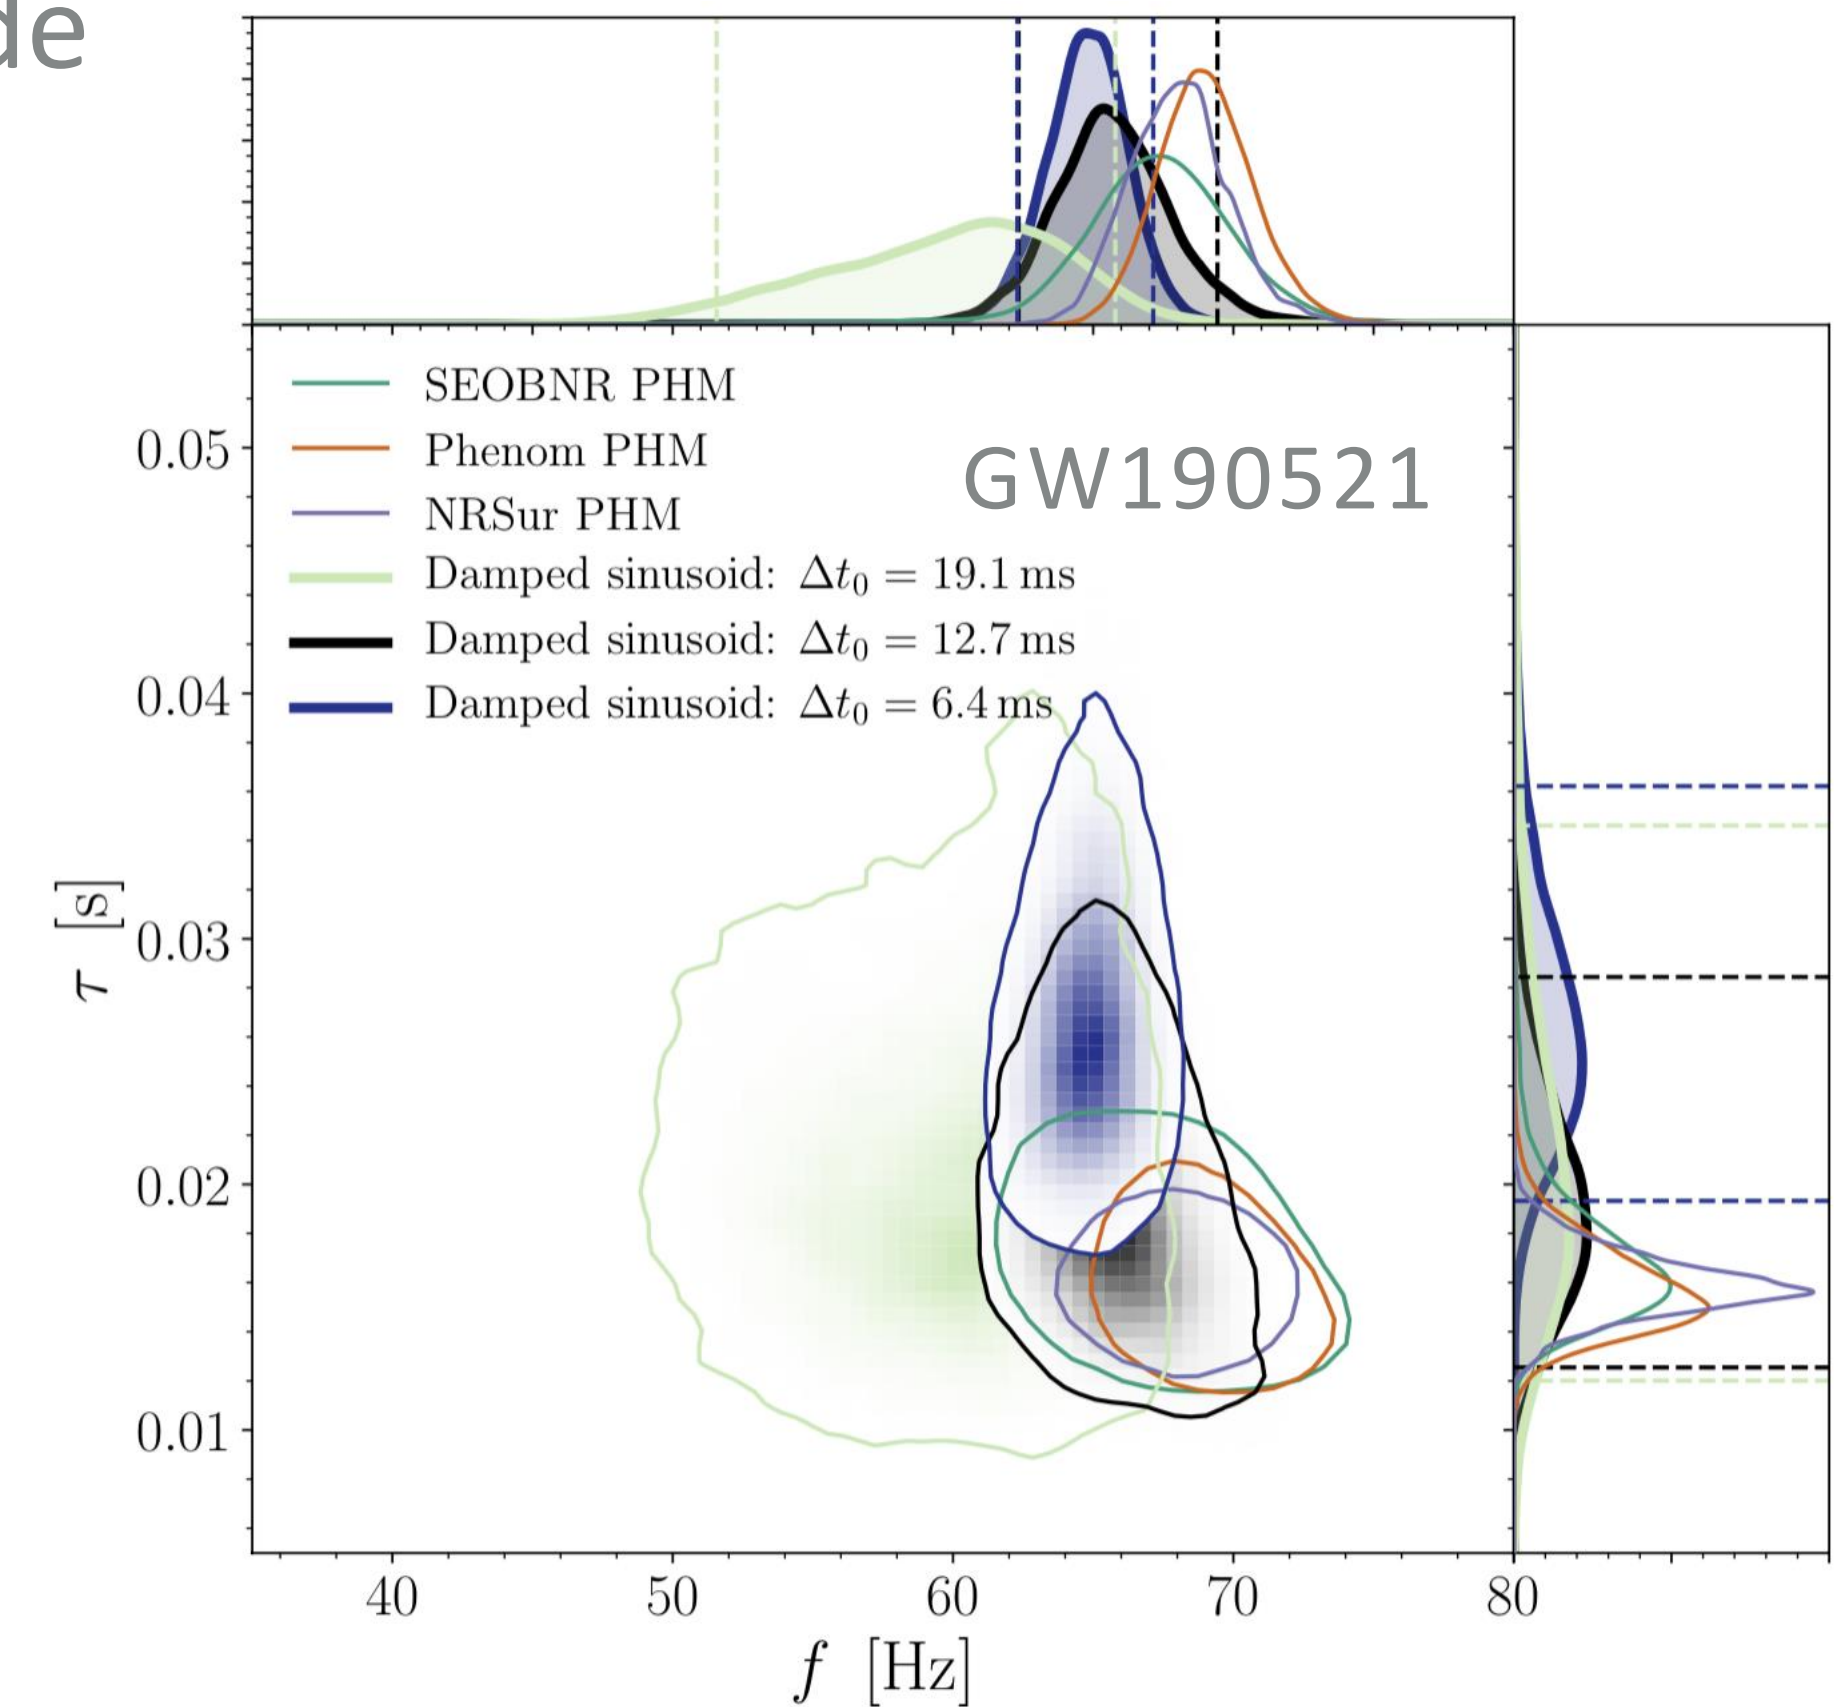 de
SEOBNR PHM
Phenom PHM
NRSur PHM
Damped sinusoid: Δt₀ = 19.1 ms
Damped sinusoid: Δt₀ = 12.7 ms
Damped sinusoid: Δt₀ = 6.4 ms
GW190521
0.05
0.04
0.03
0.02
0.01
τ [s]
40 50 60 70 80
f [Hz]